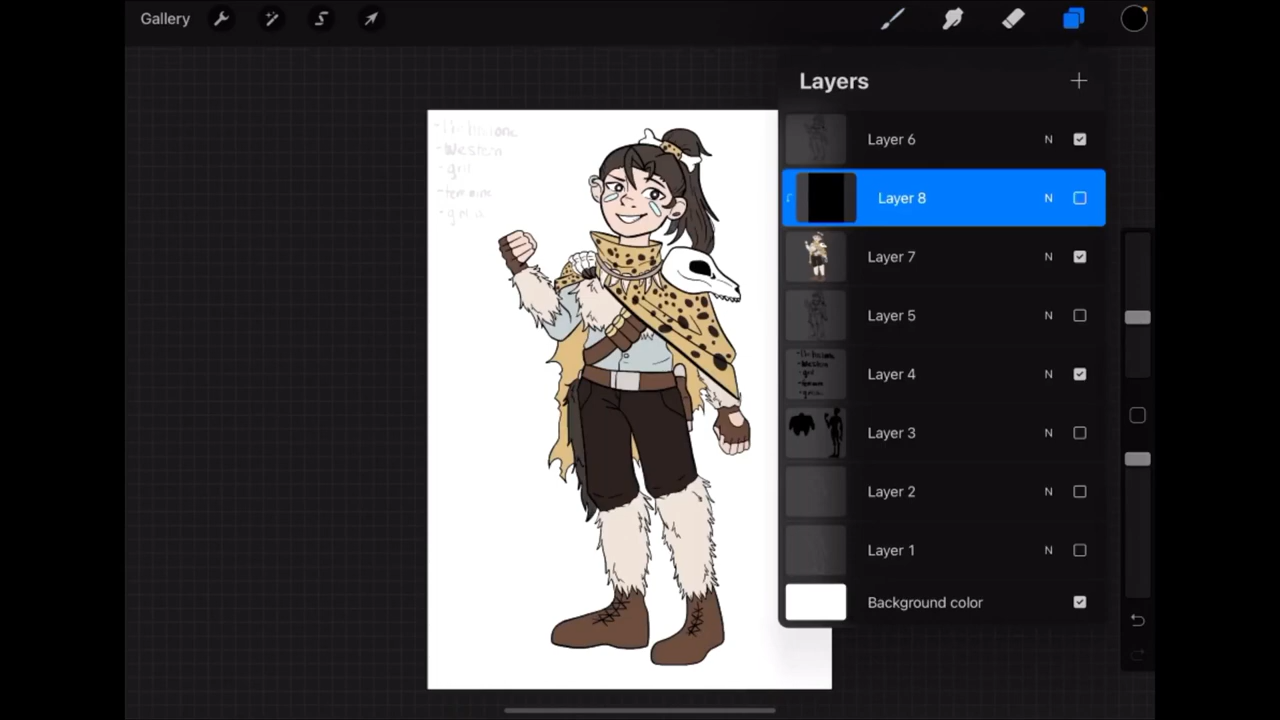 Gallery
Layers
Layer 6 N
Layer 8 N
Layer 7 N
Layer 5 N
Layer 4 N
Layer 3 N
Layer 2 N
Layer 1 N
Background color
-Western